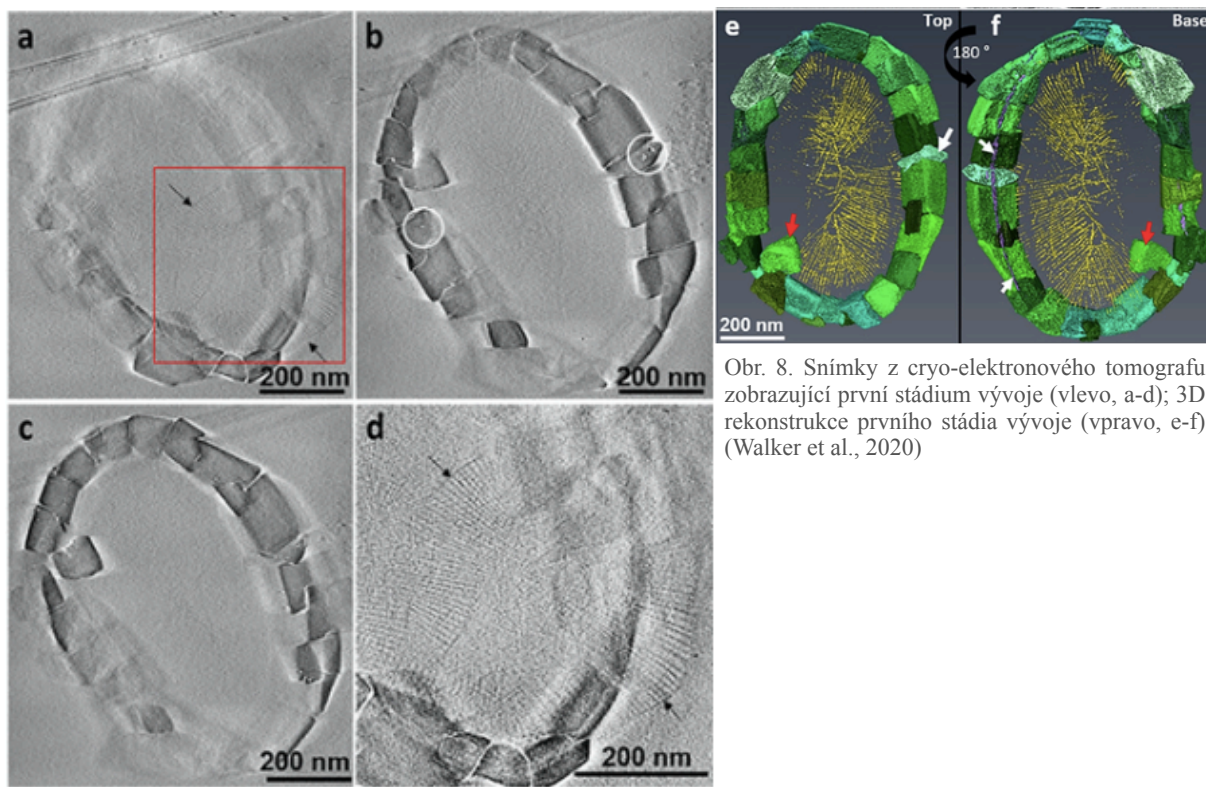 a
200 nm
b
200 nm
e
Top
180 °
f
Base
200 nm
Obr. 8. Snímky z cryo-elektronového tomografu
zobrazující první stádium vývoje (vlevo, a-d); 3D
rekonstrukce prvního stádia vývoje (vpravo, e-f)
(Walker et al., 2020)
c
200 nm
d
200 nm